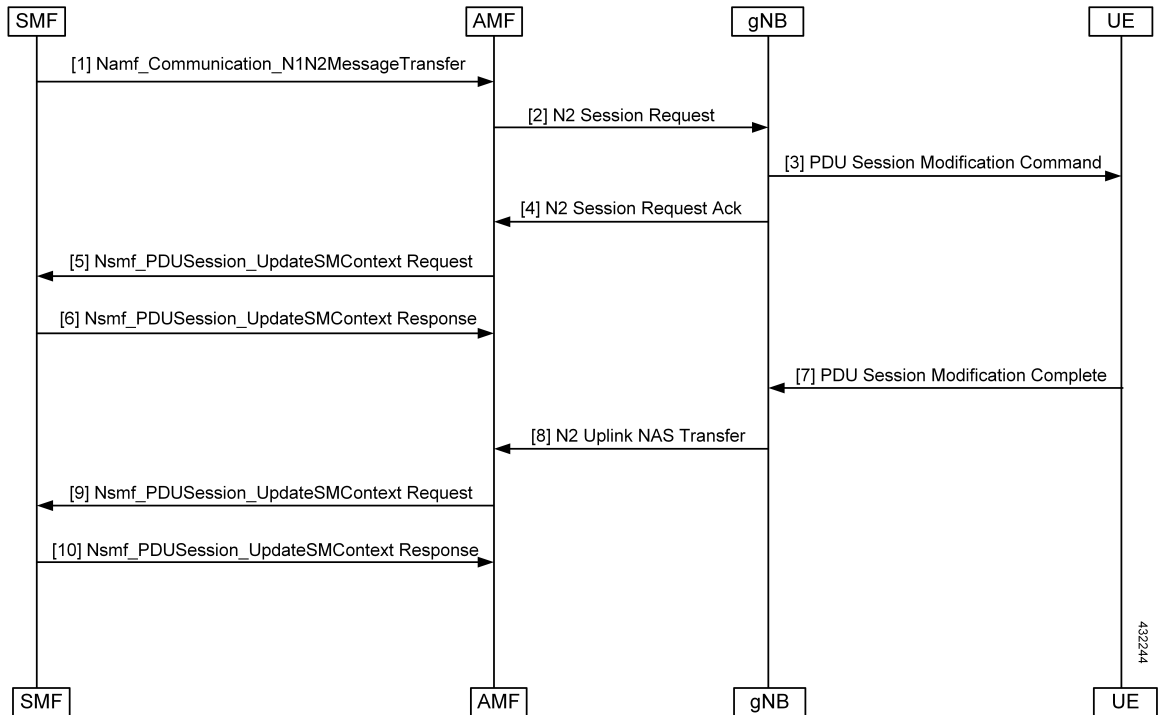 SMF
AMF
gNB
UE
[1] Namf_Communication_N1N2MessageTransfer
[2] N2 Session Request
[3] PDU Session Modification Command
[4] N2 Session Request Ack
[5] Nsmf_PDUSession_UpdateSMContext Request
[6] Nsmf_PDUSession_UpdateSMContext Response
[7] PDU Session Modification Complete
[8] N2 Uplink NAS Transfer
[9] Nsmf_PDUSession_UpdateSMContext Request
[10] Nsmf_PDUSession_UpdateSMContext Response
432244
SMF
AMF
gNB
UE